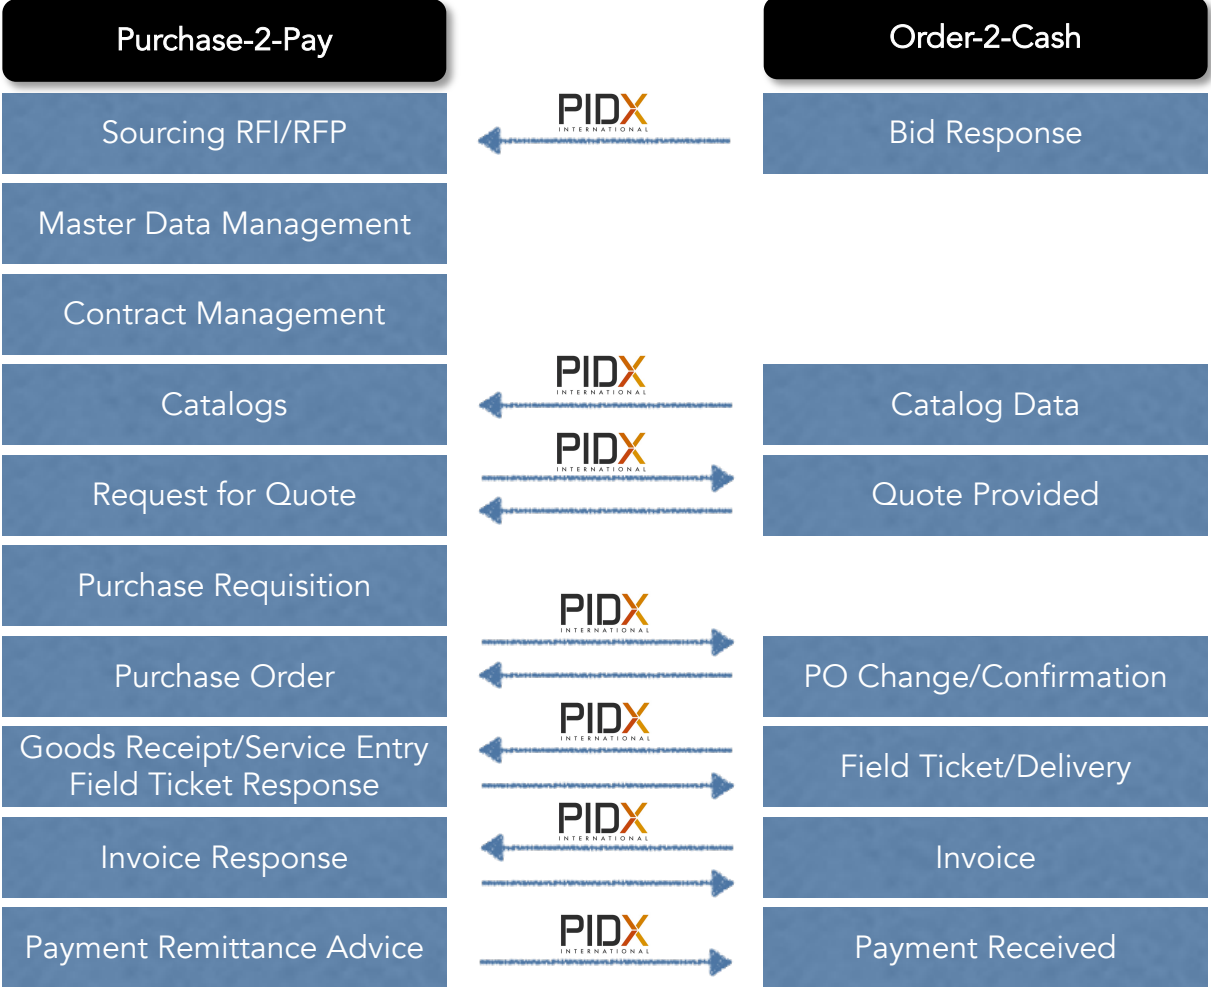 Purchase-2-Pay
Order-2-Cash
Sourcing RFI/RFP
PIDX
INTERNATIONAL
Bid Response
Master Data Management
Contract Management
Catalogs
PIDX
INTERNATIONAL
Catalog Data
Request for Quote
PIDX
INTERNATIONAL
Quote Provided
Purchase Requisition
Purchase Order
PIDX
INTERNATIONAL
PO Change/Confirmation
Goods Receipt/Service Entry
Field Ticket Response
PIDX
INTERNATIONAL
Field Ticket/Delivery
Invoice Response
PIDX
INTERNATIONAL
Invoice
Payment Remittance Advice
PIDX
INTERNATIONAL
Payment Received